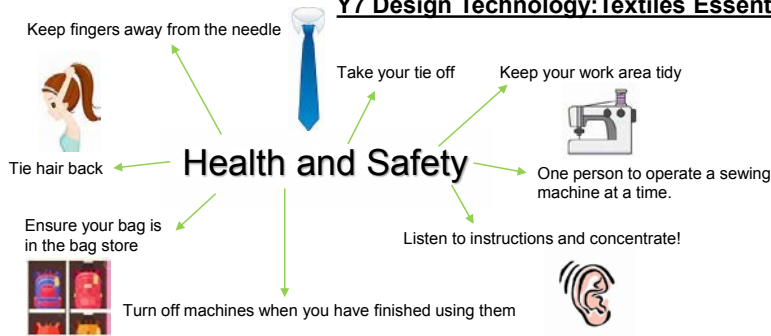 Y7 Design Technology:Textiles
Keep fingers away from the needle
Take your tie off
Keep your work area tidy
Tie hair back
Health and Safety
One person to operate a sewing
machine at a time.
Ensure your bag is
in the bag store
Listen to instructions and concentrate!
Turn off machines when you have finished using them